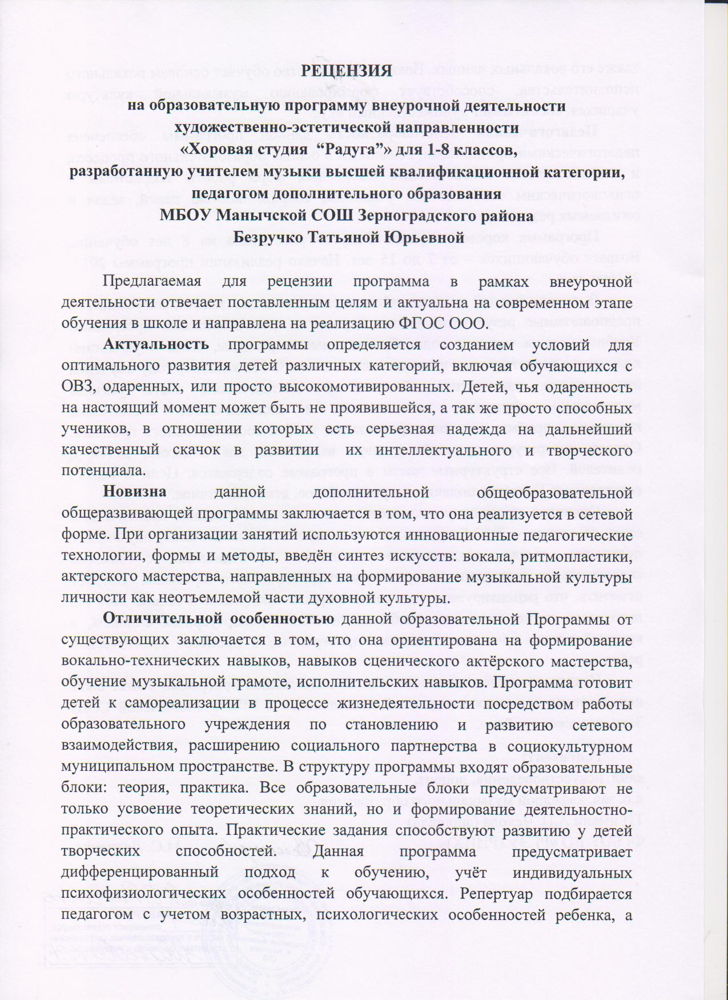 РЕЦЕНЗИЯ
на образовательную программу внеурочной деятельности
художественно-эстетической направленности
«Хоровая студия “Радуга”» для 1-8 классов,
разработанную учителем музыки высшей квалификационной категории,
педагогом дополнительного образования
МБОУ Манычской СОШ Зерноградского района
Безручко Татьяной Юрьевной
Предлагаемая для рецензии программа в рамках внеурочной
деятельности отвечает поставленным целям и актуальна на современном этапе
обучения в школе и направлена на реализацию ФГОС ООО.
Актуальность программы определяется созданием условий для
оптимального развития детей различных категорий, включая обучающихся с
ОВЗ, одаренных, или просто высокомотивированных. Детей, чья одаренность
на настоящий момент может быть не проявившейся, а так же просто способных
учеников, в отношении которых есть серьезная надежда на дальнейший
качественный скачок в развитии их интеллектуального и творческого
потенциала.
Новизна данной дополнительной общеобразовательной
общеразвивающей программы заключается в том, что она реализуется в сетевой
форме. При организации занятий используются инновационные педагогические
технологии, формы и методы, введён синтез искусств: вокала, ритмопластики,
актерского мастерства, направленных на формирование музыкальной культуры
личности как неотъемлемой части духовной культуры.
Отличительной особенностью данной образовательной Программы от
существующих заключается в том, что она ориентирована на формирование
вокально-технических навыков, навыков сценического актёрского мастерства,
обучение музыкальной грамоте, исполнительских навыков. Программа готовит
детей к самореализации в процессе жизнедеятельности посредством работы
образовательного учреждения по становлению и развитию сетевого
взаимодействия, расширению социального партнерства в социокультурном
муниципальном пространстве. В структуру программы входят образовательные
блоки: теория, практика. Все образовательные блоки предусматривают не
только усвоение теоретических знаний, но и формирование деятельностно-
практического опыта. Практические задания способствуют развитию у детей
творческих способностей. Данная программа предусматривает
дифференцированный подход к обучению, учёт индивидуальных
психофизиологических особенностей обучающихся. Репертуар подбирается
педагогом с учетом возрастных, психологических особенностей ребенка, а